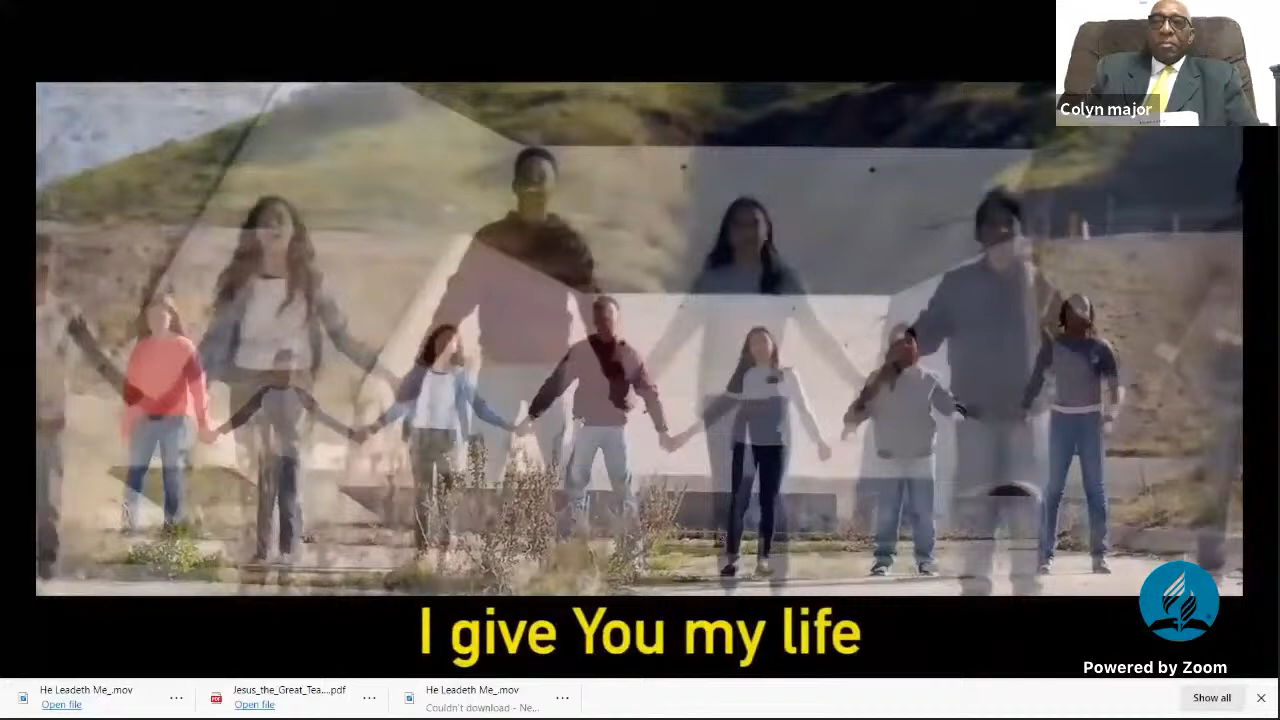 Colyn major
I give You my life
Powered by Zoom
He Leadeth Me_.mov
Open file
Jesus_the_Great_Tea....pdf
Open file
He Leadeth Me_.mov
Couldn't download - Ne...
Show all